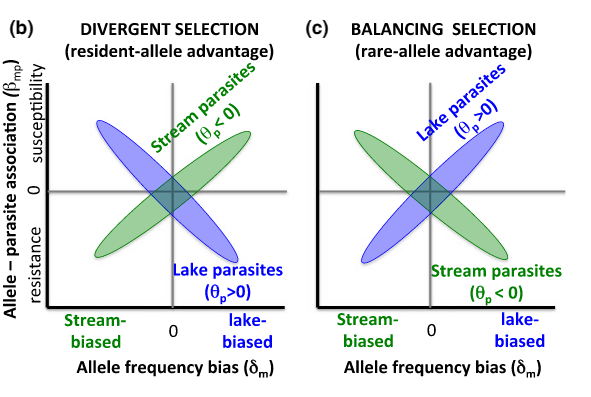 (b) DIVERGENT SELECTION
(resident-allele advantage)
(c) BALANCING SELECTION
(rare-allele advantage)
Allele – parasite association (βmp)
susceptibility
0
resistance
Stream parasites
(θp< 0)
Lake parasites
(θp>0)
Stream-
biased
0
lake-
biased
Allele frequency bias (δm)
Lake parasites
(θp >0)
Stream parasites
(θp < 0)
Stream-
biased
0
lake-
biased
Allele frequency bias (δm)